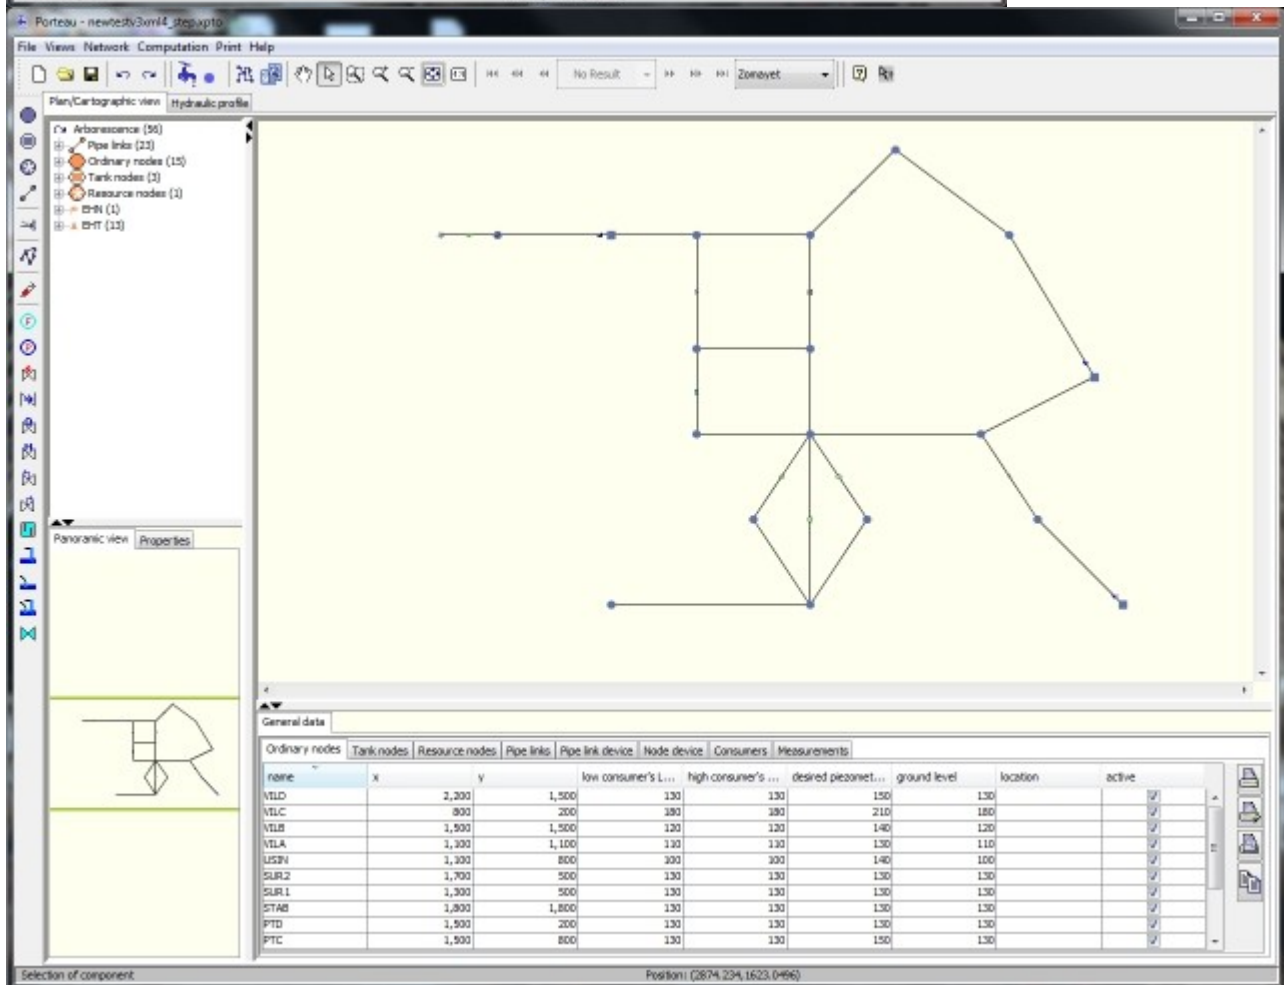 Porteau - newtestv3xml4_step.xpto
File Views Network Computation Print Help
No Result Zomayet
Plan/Cartographic view Hydraulic profile
Arborescence (56)
Pipe links (23)
Ordinary nodes (15)
Tank nodes (3)
Resource nodes (1)
EHN (1)
EHT (13)
Panoramic view Properties
General data
Ordinary nodes Tank nodes Resource nodes Pipe links Pipe link device Node device Consumers Measurements
name x y low consumer's L... high consumer's ... desired piezomet... ground level location active
VILD 2,200 1,500 130 130 150 130
VILC 800 200 180 180 210 180
VILB 1,500 1,500 120 120 140 120
VILA 1,100 1,100 110 110 130 110
USIN 1,100 800 100 100 140 100
SUR2 1,700 500 130 130 130 130
SUR1 1,300 500 130 130 130 130
STAB 1,800 1,800 130 130 130 130
PTD 1,500 200 130 130 130 130
PTC 1,500 800 130 130 150 130
Selection of component Position: (2874.234,1623.0496)